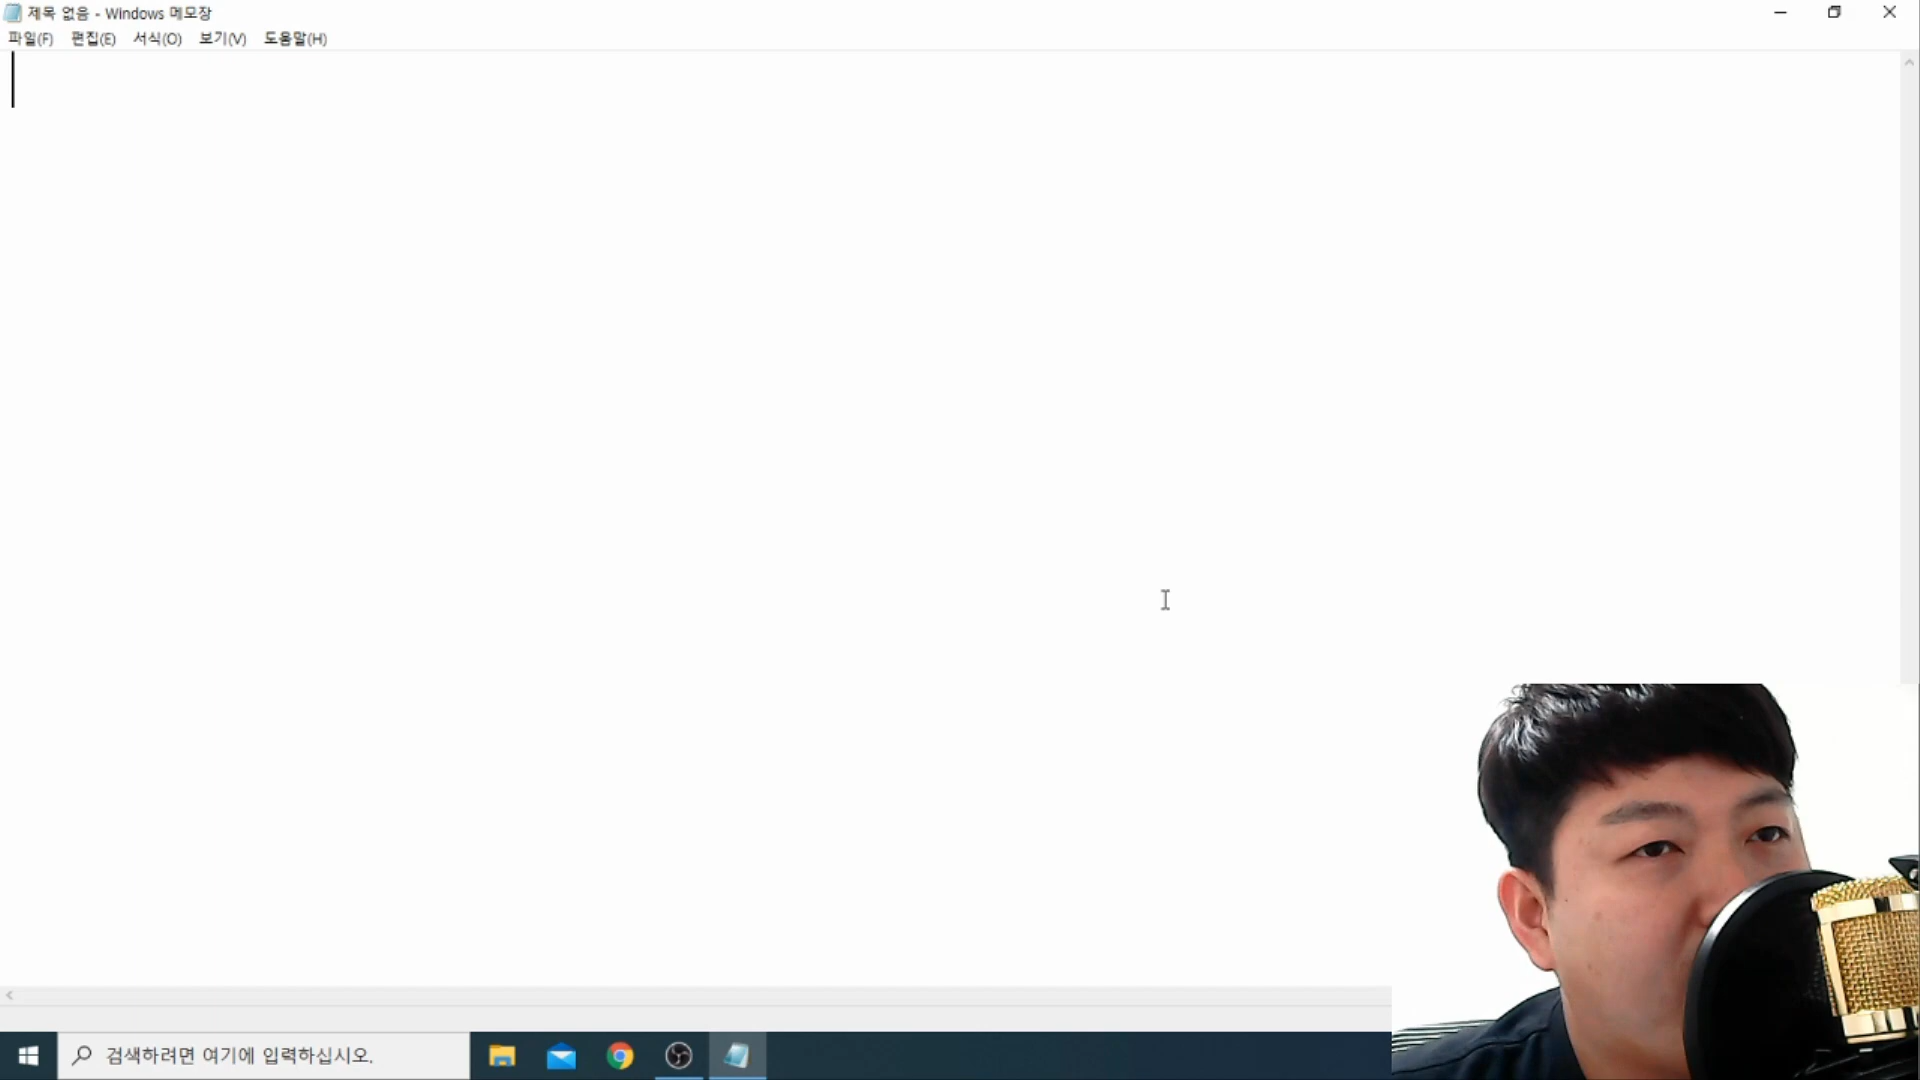 제목 없음 - Windows 메모장
파일(F) 편집(E) 서식(O) 보기(V) 도움말(H)
검색하려면 여기에 입력하십시오.